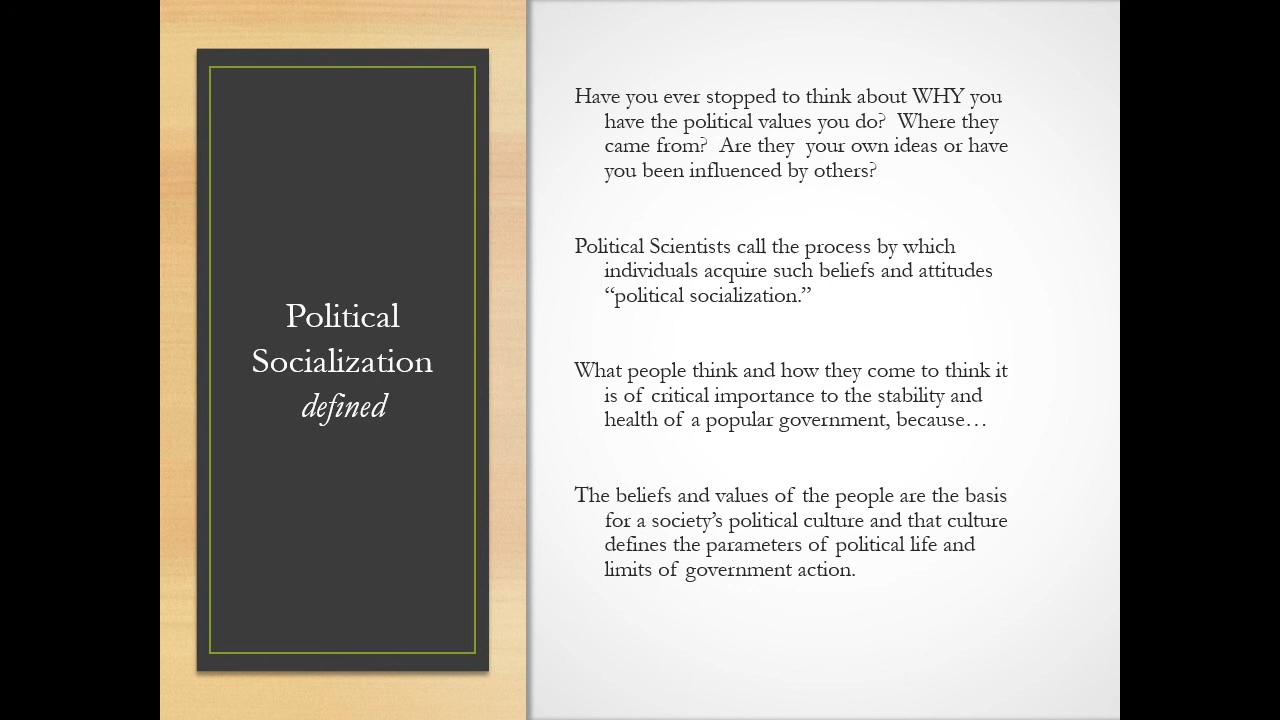 Political
Socialization
defined
Have you ever stopped to think about WHY you
have the political values you do?  Where they
came from?  Are they  your own ideas or have
you been influenced by others?
Political Scientists call the process by which
individuals acquire such beliefs and attitudes
“political socialization.”
What people think and how they come to think it
is of critical importance to the stability and
health of a popular government, because…
The beliefs and values of the people are the basis
for a society’s political culture and that culture
defines the parameters of political life and
limits of government action.